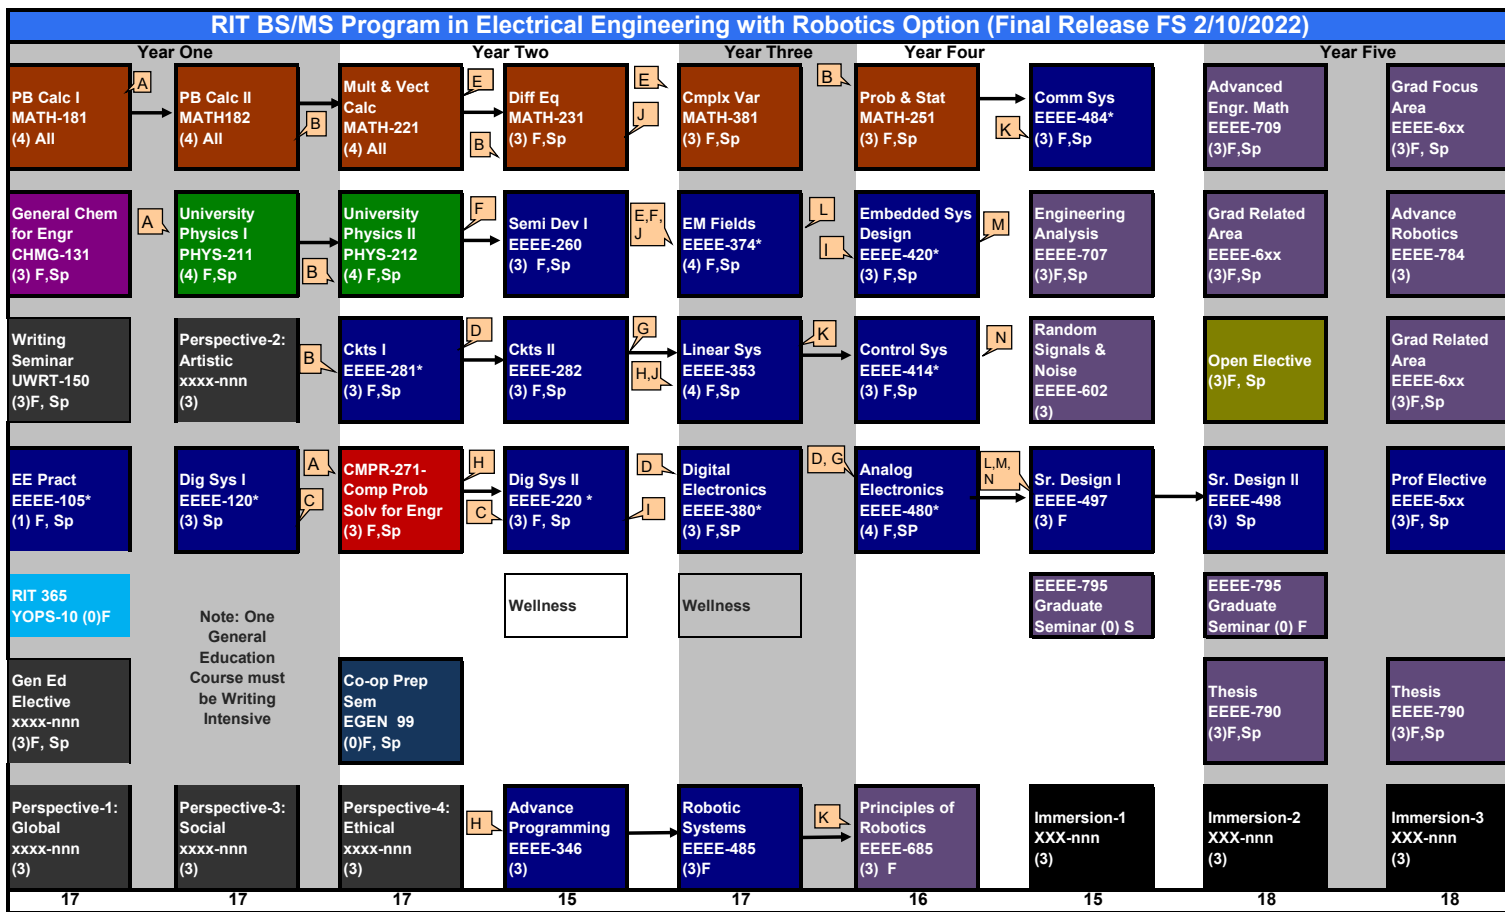 RIT BS/MS Program in Electrical Engineering with Robotics Option (Final Release FS 2/10/2022)
Year One
Year Two
Year Three
Year Four
Year Five
PB Calc I
MATH-181
(4) All
A
PB Calc II
MATH182
(4) All
B
Mult & Vect
Calc
MATH-221
(4) All
E
B
Diff Eq
MATH-231
(3) F,Sp
E
J
Cmplx Var
MATH-381
(3) F,Sp
B
Prob & Stat
MATH-251
(3) F,Sp
K
Comm Sys
EEEE-484*
(3) F,Sp
Advanced
Engr. Math
EEEE-709
(3)F,Sp
Grad Focus
Area
EEEE-6xx
(3)F, Sp
General Chem
for Engr
CHMG-131
(3) F,Sp
A
University
Physics I
PHYS-211
(4) F,Sp
B
University
Physics II
PHYS-212
(4) F,Sp
F
Semi Dev I
EEEE-260
(3) F,Sp
E,F,
J
EM Fields
EEEE-374*
(4) F,Sp
L
I
Embedded Sys
Design
EEEE-420*
(3) F,Sp
M
Engineering
Analysis
EEEE-707
(3)F,Sp
Grad Related
Area
EEEE-6xx
(3)F,Sp
Advance
Robotics
EEEE-784
(3)
Writing
Seminar
UWRT-150
(3)F, Sp
Perspective-2:
Artistic
xxxx-nnn
(3)
B
Ckts I
EEEE-281*
(3) F,Sp
D
Ckts II
EEEE-282
(3) F,Sp
G
H,J
Linear Sys
EEEE-353
(4) F,Sp
K
Control Sys
EEEE-414*
(3) F,Sp
N
Random
Signals &
Noise
EEEE-602
(3)
Open Elective
(3)F, Sp
Grad Related
Area
EEEE-6xx
(3)F,Sp
EE Pract
EEEE-105*
(1) F, Sp
Dig Sys I
EEEE-120*
(3) Sp
A
C
CMPR-271-
Comp Prob
Solv for Engr
(3) F,Sp
H
C
Dig Sys II
EEEE-220 *
(3) F, Sp
D
I
Digital
Electronics
EEEE-380*
(3) F,SP
D, G
Analog
Electronics
EEEE-480*
(4) F,SP
L,M,
N
Sr. Design I
EEEE-497
(3) F
Sr. Design II
EEEE-498
(3) Sp
Prof Elective
EEEE-5xx
(3)F, Sp
RIT 365
YOPS-10 (0)F
Note: One
General
Education
Course must
be Writing
Intensive
Wellness
Wellness
EEEE-795
Graduate
Seminar (0) S
EEEE-795
Graduate
Seminar (0) F
Gen Ed
Elective
xxxx-nnn
(3)F, Sp
Co-op Prep
Sem
EGEN 99
(0)F, Sp
Thesis
EEEE-790
(3)F,Sp
Thesis
EEEE-790
(3)F,Sp
Perspective-1:
Global
xxxx-nnn
(3)
Perspective-3:
Social
xxxx-nnn
(3)
Perspective-4:
Ethical
xxxx-nnn
(3)
H
Advance
Programming
EEEE-346
(3)
Robotic
Systems
EEEE-485
(3)F
K
Principles of
Robotics
EEEE-685
(3) F
Immersion-1
XXX-nnn
(3)
Immersion-2
XXX-nnn
(3)
Immersion-3
XXX-nnn
(3)
17
17
17
15
17
16
15
18
18